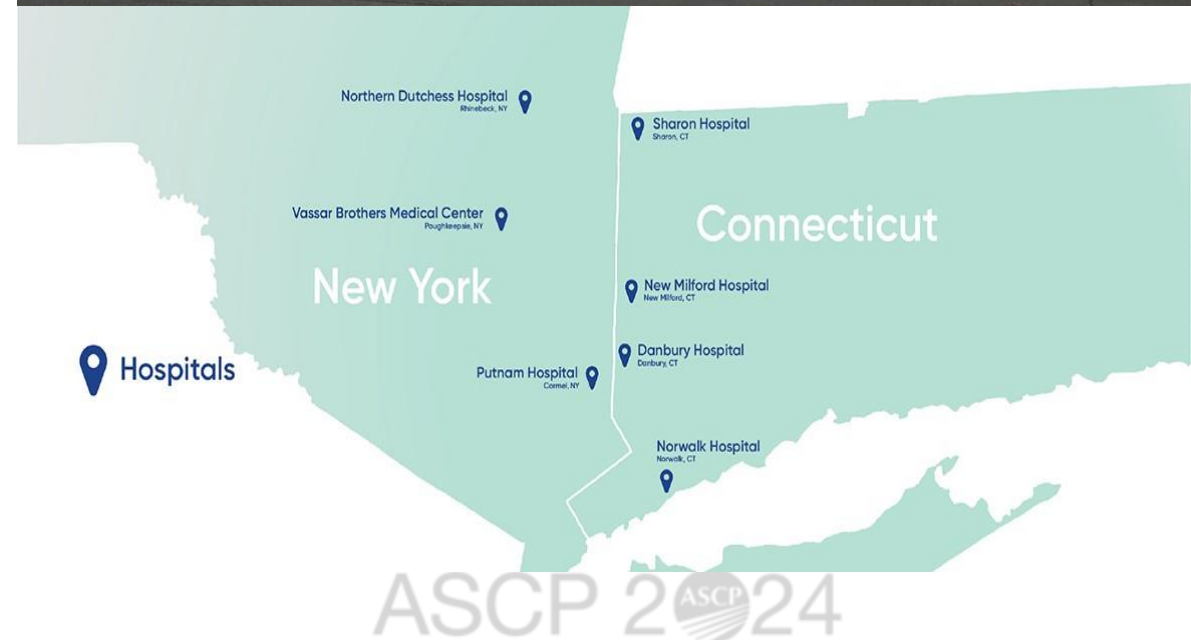 Northern Dutchess Hospital
Rhinebeck, NY
Sharon Hospital
Sharon, CT
Vassar Brothers Medical Center
Poughkeepsie, NY
Connecticut
New York
New Milford Hospital
New Milford, CT
Danbury Hospital
Danbury, CT
Hospitals
Putnam Hospital
Carmel, NY
Norwalk Hospital
Norwalk, CT
ASCP 2024
ASCP